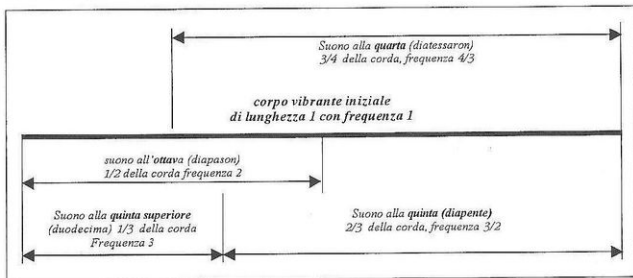 Suono alla quarta (diatessaron)
3/4 della corda, frequenza 4/3
corpo vibrante iniziale
di lunghezza 1 con frequenza 1
suono all'ottava (diapason)
1/2 della corda frequenza 2
Suono alla quinta superiore
(duodecima) 1/3 della corda
Frequenza 3
Suono alla quinta (diapente)
2/3 della corda, frequenza 3/2